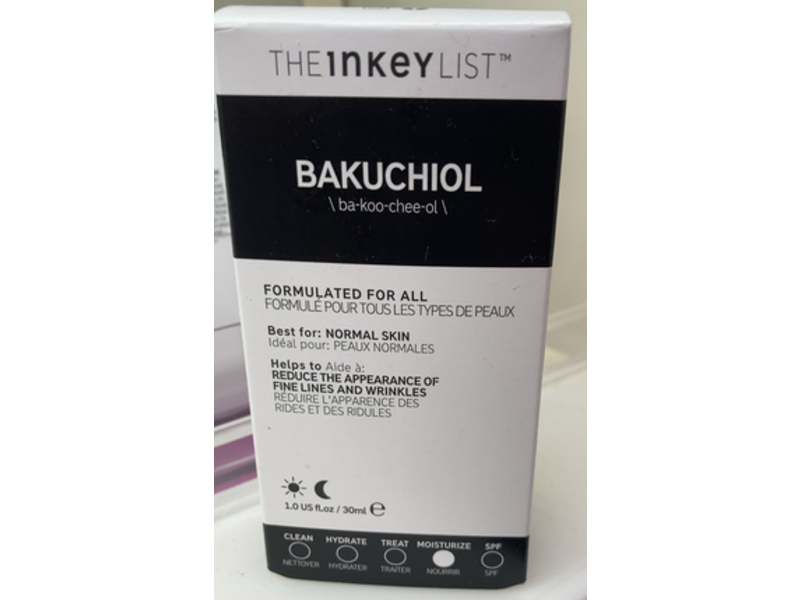 THE INKEY LIST™
BAKUCHIOL
\ ba-koo-chee-ol \
FORMULATED FOR ALL
FORMULÉ POUR TOUS LES TYPES DE PEAUX
Best for: NORMAL SKIN
Idéal pour: PEAUX NORMALES
Helps to Aide à:
REDUCE THE APPEARANCE OF
FINE LINES AND WRINKLES
RÉDUIRE L'APPARENCE DES
RIDES ET DES RIDULES
1.0 US fl.oz / 30ml ℮
CLEAN HYDRATE TREAT MOISTURIZE SPF
NETTOYER HYDRATER TRAITER NOURRIR SPF